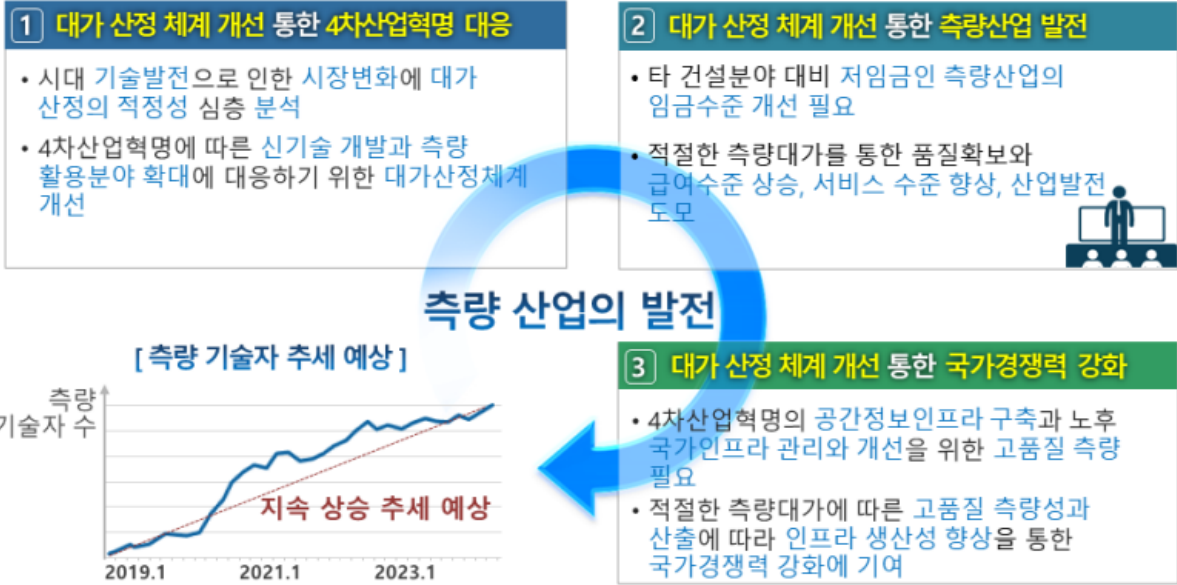 1 대가 산정 체계 개선 통한 4차산업혁명 대응
• 시대 기술발전으로 인한 시장변화에 대가
산정의 적정성 심층 분석
• 4차산업혁명에 따른 신기술 개발과 측량
활용분야 확대에 대응하기 위한 대가산정체계
개선
2 대가 산정 체계 개선 통한 측량산업 발전
• 타 건설분야 대비 저임금인 측량산업의
임금수준 개선 필요
• 적절한 측량대가를 통한 품질확보와
급여수준 상승, 서비스 수준 향상, 산업발전
도모
측량 산업의 발전
[ 측량 기술자 추세 예상 ]
측량
기술자 수
지속 상승 추세 예상
2019.1 2021.1 2023.1
3 대가 산정 체계 개선 통한 국가경쟁력 강화
• 4차산업혁명의 공간정보인프라 구축과 노후
국가인프라 관리와 개선을 위한 고품질 측량
필요
• 적절한 측량대가에 따른 고품질 측량성과
산출에 따라 인프라 생산성 향상을 통한
국가경쟁력 강화에 기여